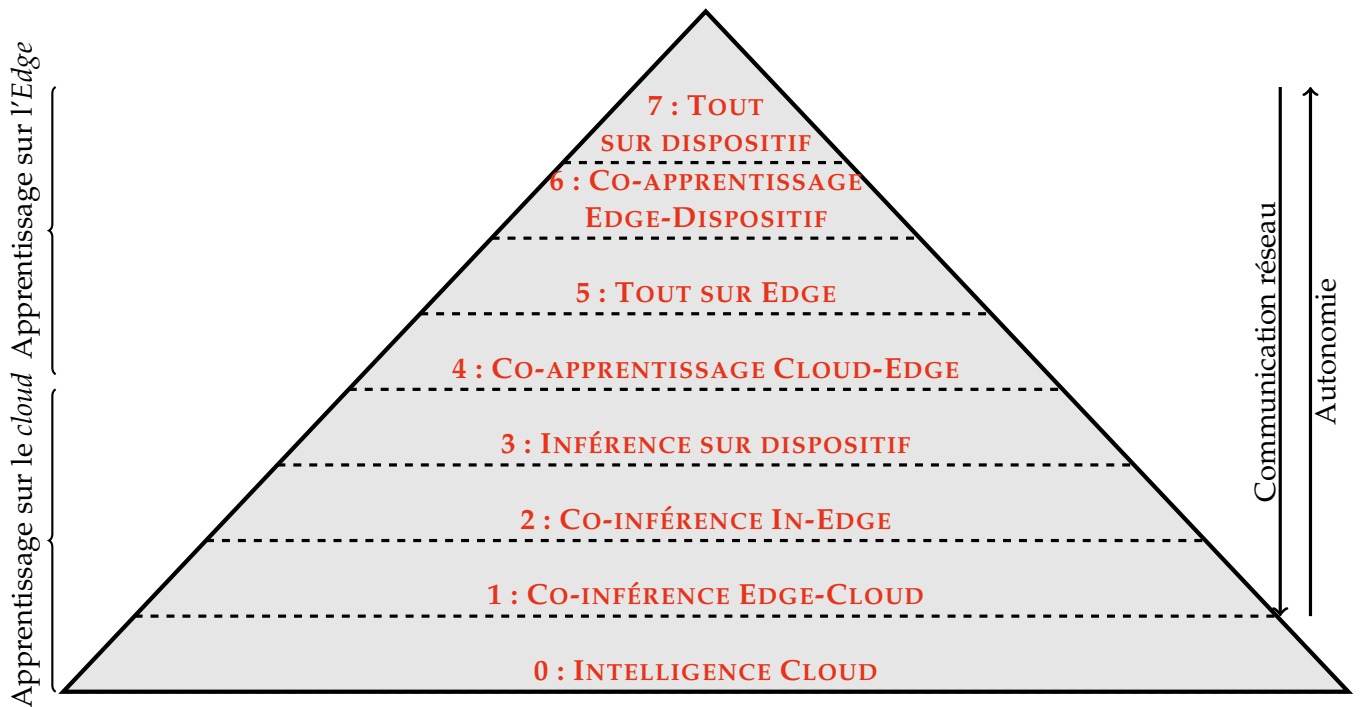 7 : Tout
sur dispositif
6 : Co-apprentissage
Edge-Dispositif
5 : Tout sur Edge
4 : Co-apprentissage Cloud-Edge
3 : Inférence sur dispositif
2 : Co-inférence In-Edge
1 : Co-inférence Edge-Cloud
0 : Intelligence Cloud
Apprentissage sur l'Edge
Apprentissage sur le cloud
Communication réseau
Autonomie